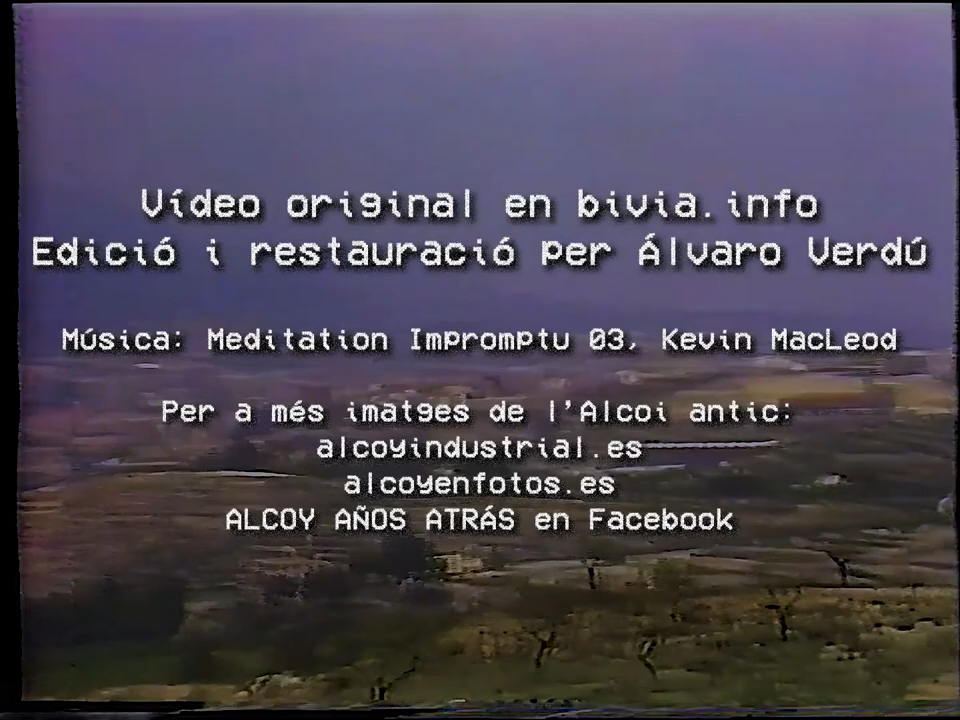 Vídeo original en bivia.info
Edició i restauració per Álvaro Verdú
Música: Meditation Impromptu 03, Kevin MacLeod
Per a més imatges de l'Alcoi antic:
alcoyindustrial.es
alcoyenfotos.es
ALCOY AÑOS ATRÁS en Facebook